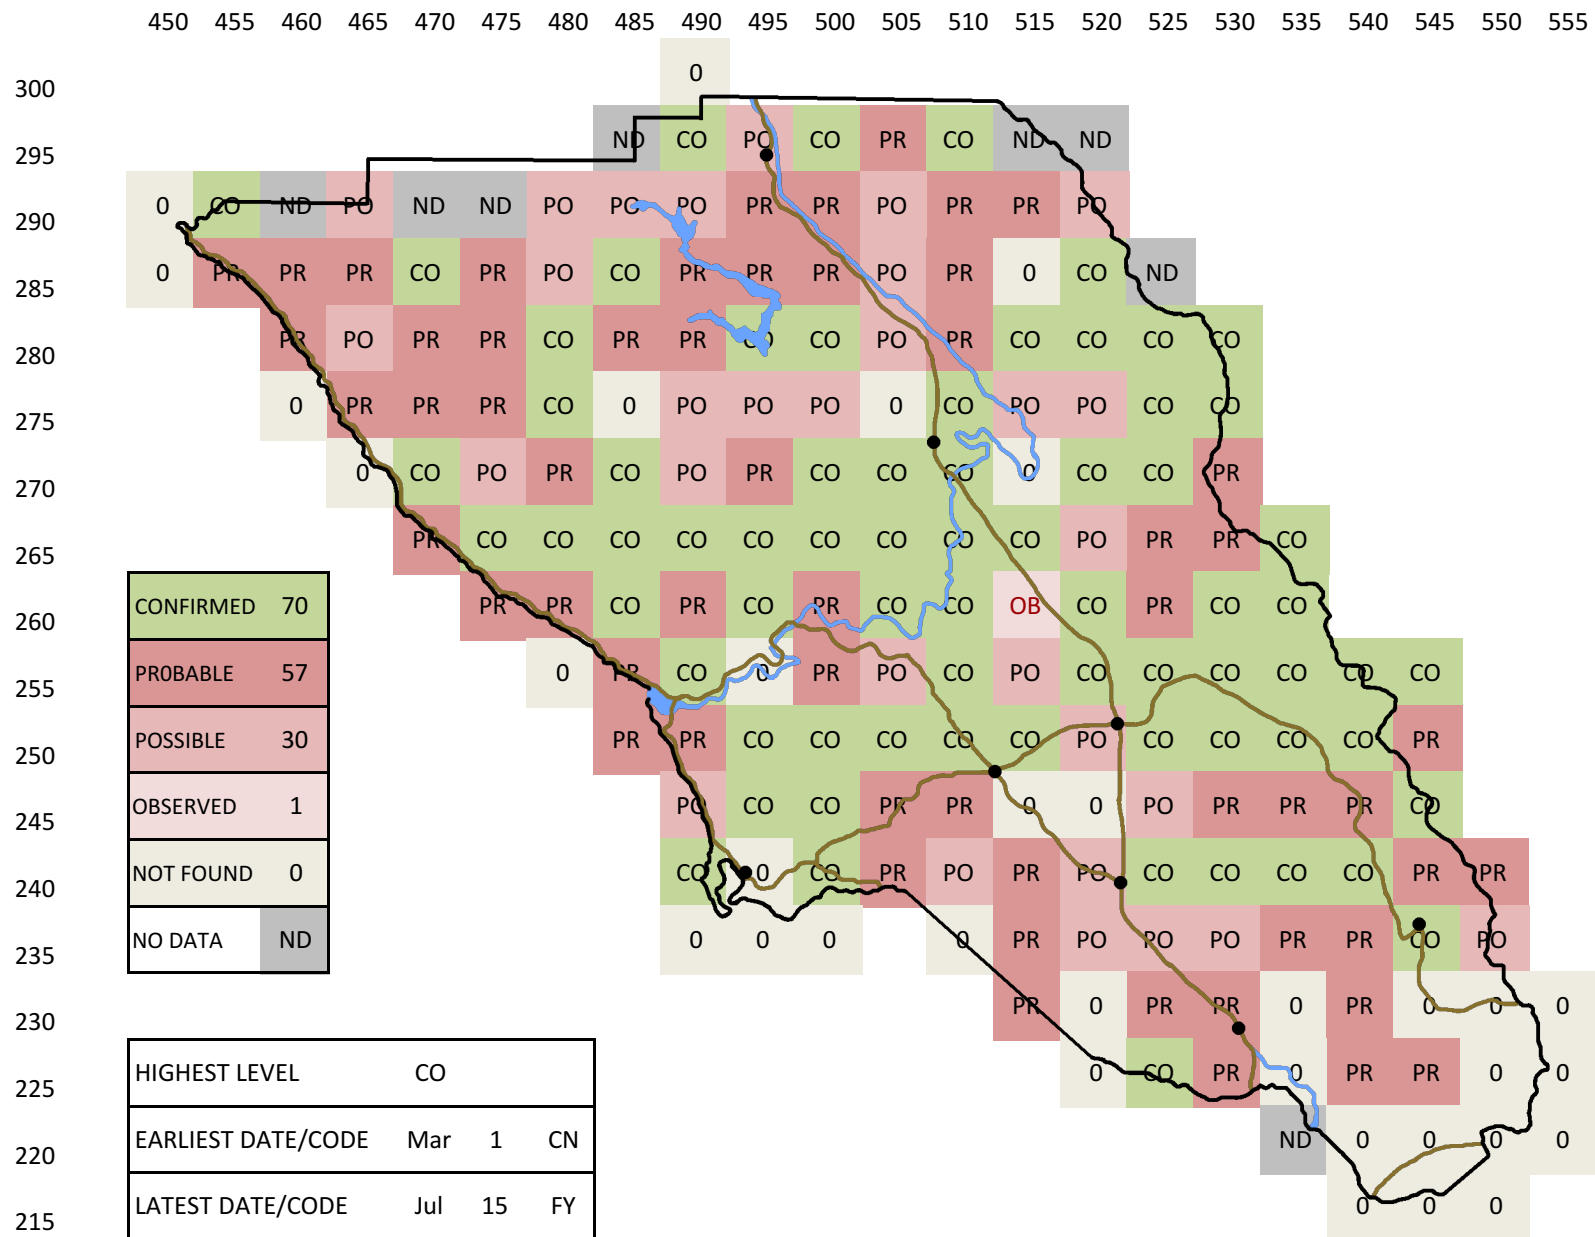 450 455 460 465 470 475 480 485 490 495 500 505 510 515 520 525 530 535 540 545 550 555
0
300
ND CO PO CO PR CO ND ND
295
0 CO ND PO ND ND PO PO PO PR PR PO PR PR PO
290
0 PR PR PR CO PR PO CO PR PR PR PO PR 0 CO ND
285
PR PO PR PR CO PR PR CO CO PO PR CO CO CO CO
280
0 PR PR PR CO 0 PO PO PO 0 CO PO PO CO CO
275
0 CO PO PR CO PO PR CO CO CO 0 CO CO PR
270
PR CO CO CO CO CO CO CO CO CO PO PR PR CO
265
CONFIRMED 70 PR PR CO PR CO PR CO CO OB CO PR CO CO
260
PR0BABLE 57 0 PR CO 0 PR PO CO PO CO CO CO CO CO CO
255
POSSIBLE 30 PR PR CO CO CO CO CO PO CO CO CO CO PR
250
OBSERVED 1 PO CO CO PR PR 0 0 PO PR PR PR CO
245
NOT FOUND 0 CO 0 CO PR PO PR PO CO CO CO CO PR PR
240
NO DATA ND 0 0 0 0 PR PO PO PO PR PR CO PO
235
PR 0 PR PR 0 PR 0 0 0
230
HIGHEST LEVEL CO 0 CO PR 0 PR PR 0 0
225
EARLIEST DATE/CODE Mar 1 CN ND 0 0 0 0
220
LATEST DATE/CODE Jul 15 FY 0 0 0
215